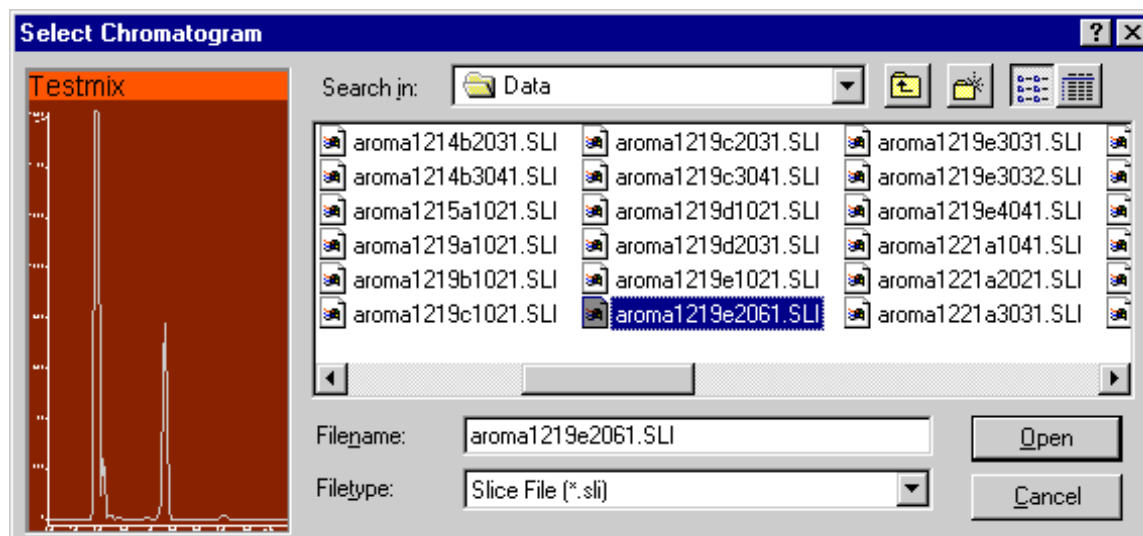 Select Chromatogram
Testmix
Search in: Data
aroma1214b2031.SLI aroma1219c2031.SLI aroma1219e3031.SLI
aroma1214b3041.SLI aroma1219c3041.SLI aroma1219e3032.SLI
aroma1215a1021.SLI aroma1219d1021.SLI aroma1219e4041.SLI
aroma1219a1021.SLI aroma1219d2031.SLI aroma1221a1041.SLI
aroma1219b1021.SLI aroma1219e1021.SLI aroma1221a2021.SLI
aroma1219c1021.SLI aroma1219e2061.SLI aroma1221a3031.SLI
Filename: aroma1219e2061.SLI Open
Filetype: Slice File (*.sli) Cancel